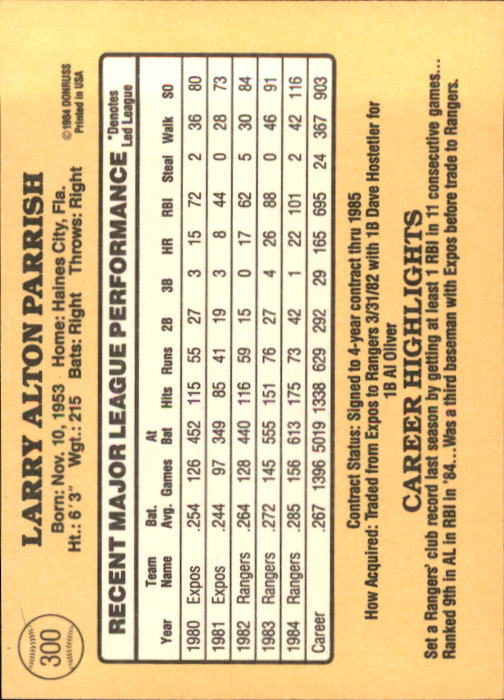 300
LARRY ALTON PARRISH
Born: Nov. 10, 1953 Home: Haines City, Fla.
Ht.: 6' 3" Wgt.: 215 Bats: Right Throws: Right
©1984 DONRUSS
Printed in USA
RECENT MAJOR LEAGUE PERFORMANCE *Denotes Led League
Year Team Name Bat. Avg. Games At Bat Hits Runs 2B 3B HR RBI Steal Walk SO
1980 Expos .254 126 452 115 55 27 3 15 72 2 36 80
1981 Expos .244 97 349 85 41 19 3 8 44 0 28 73
1982 Rangers .264 128 440 116 59 15 0 17 62 5 30 84
1983 Rangers .272 145 555 151 76 27 4 26 88 0 46 91
1984 Rangers .285 156 613 175 73 42 1 22 101 2 42 116
Career .267 1396 5019 1338 629 292 29 165 695 24 367 903
Contract Status: Signed to 4-year contract thru 1985
How Acquired: Traded from Expos to Rangers 3/31/82 with 1B Dave Hostetler for
1B Al Oliver
CAREER HIGHLIGHTS
Set a Rangers' club record last season by getting at least 1 RBI in 11 consecutive games...
Ranked 9th in AL in RBI in '84...Was a third baseman with Expos before trade to Rangers.